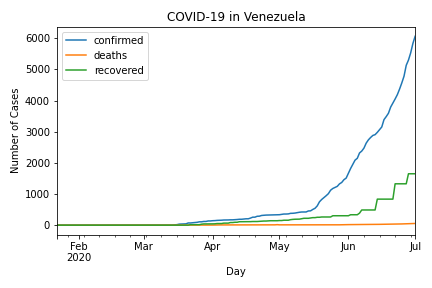 COVID-19 in Venezuela
confirmed
deaths
recovered
Number of Cases
6000
5000
4000
3000
2000
1000
0
Feb
2020
Mar
Apr
May
Jun
Jul
Day